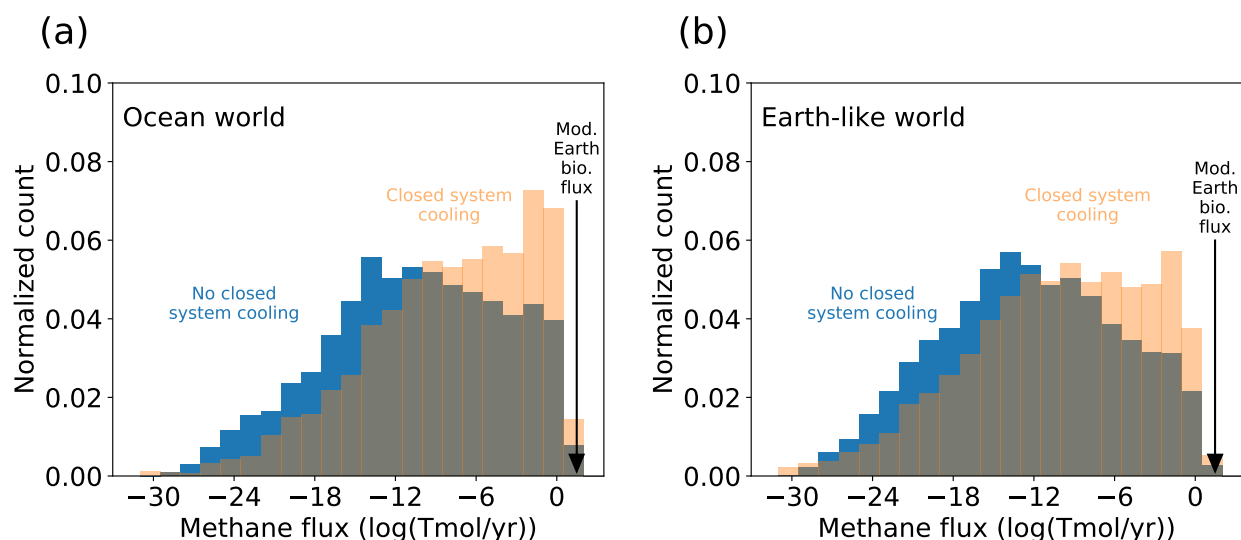 (a)
Ocean world
Mod.
Earth
bio.
flux
Closed system
cooling
No closed
system cooling
Normalized count
0.10
0.08
0.06
0.04
0.02
0.00
−30 −24 −18 −12 −6 0
Methane flux (log(Tmol/yr))
(b)
Earth-like world
Mod.
Earth
bio.
flux
Closed system
cooling
No closed
system cooling
Normalized count
0.10
0.08
0.06
0.04
0.02
0.00
−30 −24 −18 −12 −6 0
Methane flux (log(Tmol/yr))